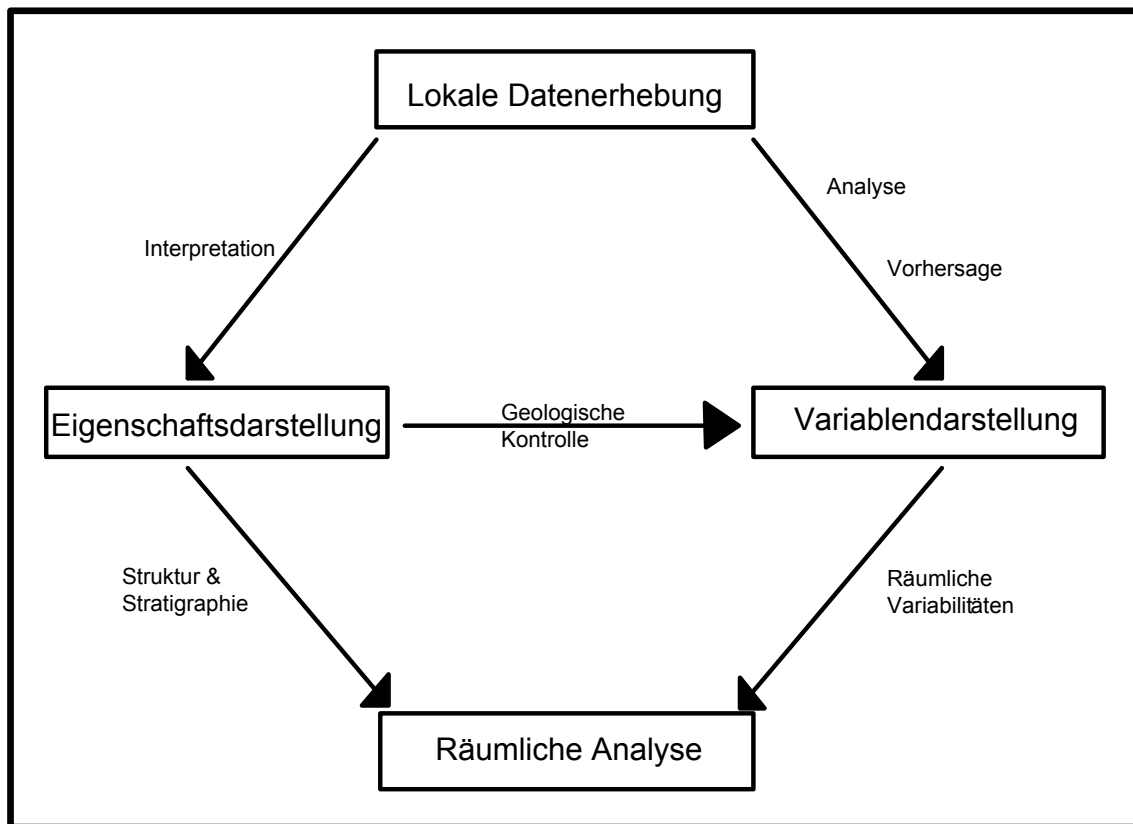 Lokale Datenerhebung
Analyse
Interpretation
Vorhersage
Eigenschaftsdarstellung
Geologische
Kontrolle
Variablendarstellung
Struktur &
Stratigraphie
Räumliche
Variabilitäten
Räumliche Analyse